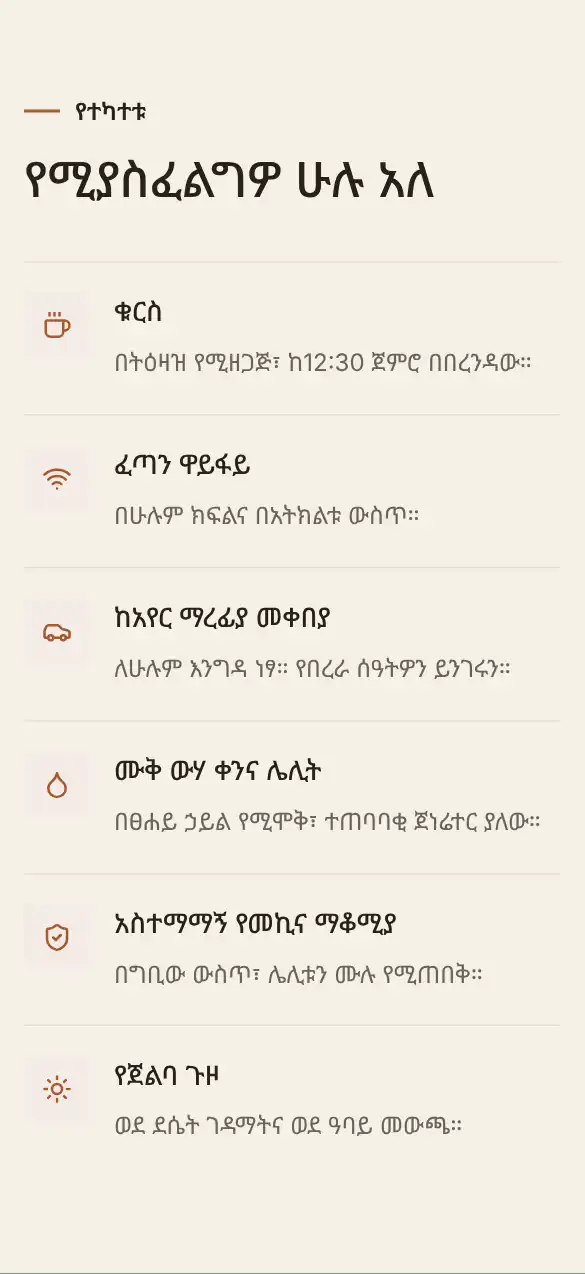 የተካተቱ
የሚያስፈልግዎ ሁሉ አለ
ቁርስ
በትዕዛዝ የሚዘጋጅ፣ ከ12:30 ጀምሮ በበረንዳው።
ፈጣን ዋይፋይ
በሁሉም ክፍልና በአትክልቱ ውስጥ።
ከአየር ማረፊያ መቀበያ
ለሁሉም እንግዳ ነፃ። የበረራ ሰዓትዎን ይንገሩን።
ሙቅ ውሃ ቀንና ሌሊት
በፀሐይ ኃይል የሚሞቅ፣ ተጠባባቂ ጀነሬተር ያለው።
አስተማማኝ የመኪና ማቆሚያ
በግቢው ውስጥ፣ ሌሊቱን ሙሉ የሚጠበቅ።
የጀልባ ጉዞ
ወደ ደሴት ገዳማትና ወደ ዓባይ መውጫ።